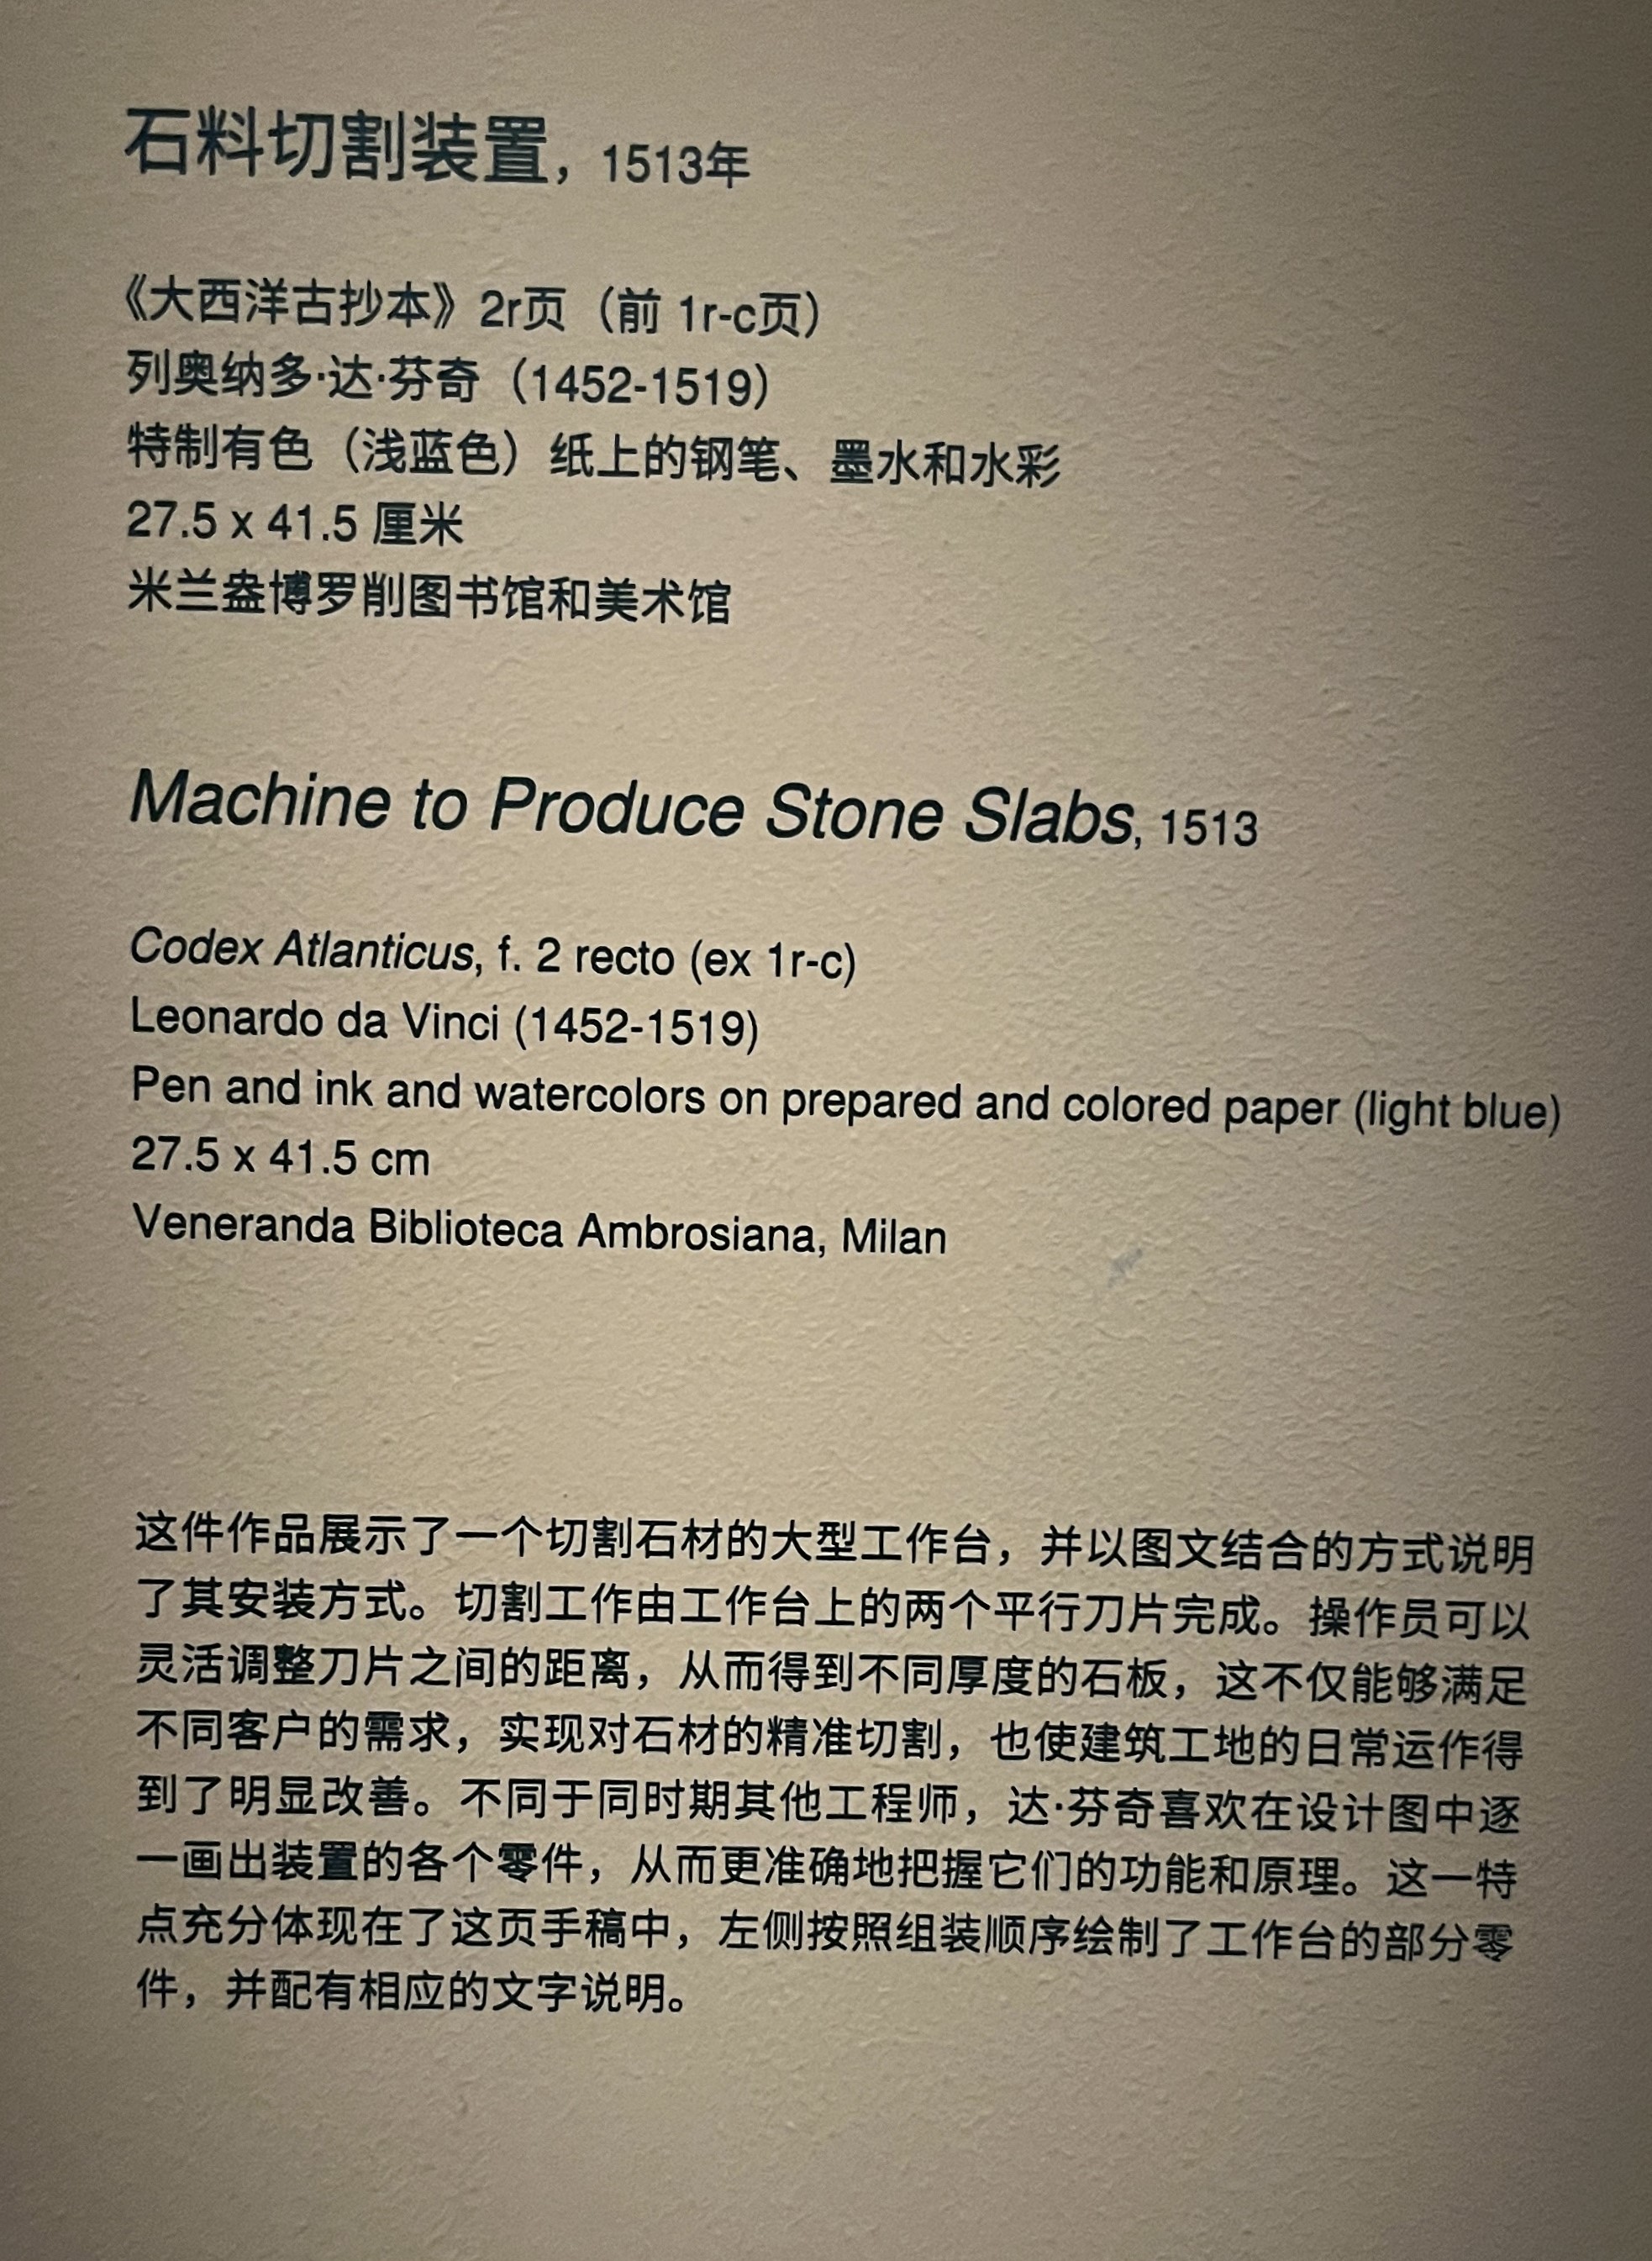 石料切割装置，1513年
《大西洋古抄本》2r页（前 1r-c页）
列奥纳多·达·芬奇（1452-1519）
特制有色（浅蓝色）纸上的钢笔、墨水和水彩
27.5 x 41.5 厘米
米兰盎博罗削图书馆和美术馆
Machine to Produce Stone Slabs, 1513
Codex Atlanticus, f. 2 recto (ex 1r-c)
Leonardo da Vinci (1452-1519)
Pen and ink and watercolors on prepared and colored paper (light blue)
27.5 x 41.5 cm
Veneranda Biblioteca Ambrosiana, Milan
这件作品展示了一个切割石材的大型工作台，并以图文结合的方式说明
了其安装方式。切割工作由工作台上的两个平行刀片完成。操作员可以
灵活调整刀片之间的距离，从而得到不同厚度的石板，这不仅能够满足
不同客户的需求，实现对石材的精准切割，也使建筑工地的日常运作得
到了明显改善。不同于同时期其他工程师，达·芬奇喜欢在设计图中逐
一画出装置的各个零件，从而更准确地把握它们的功能和原理。这一特
点充分体现在了这页手稿中，左侧按照组装顺序绘制了工作台的部分零
件，并配有相应的文字说明。